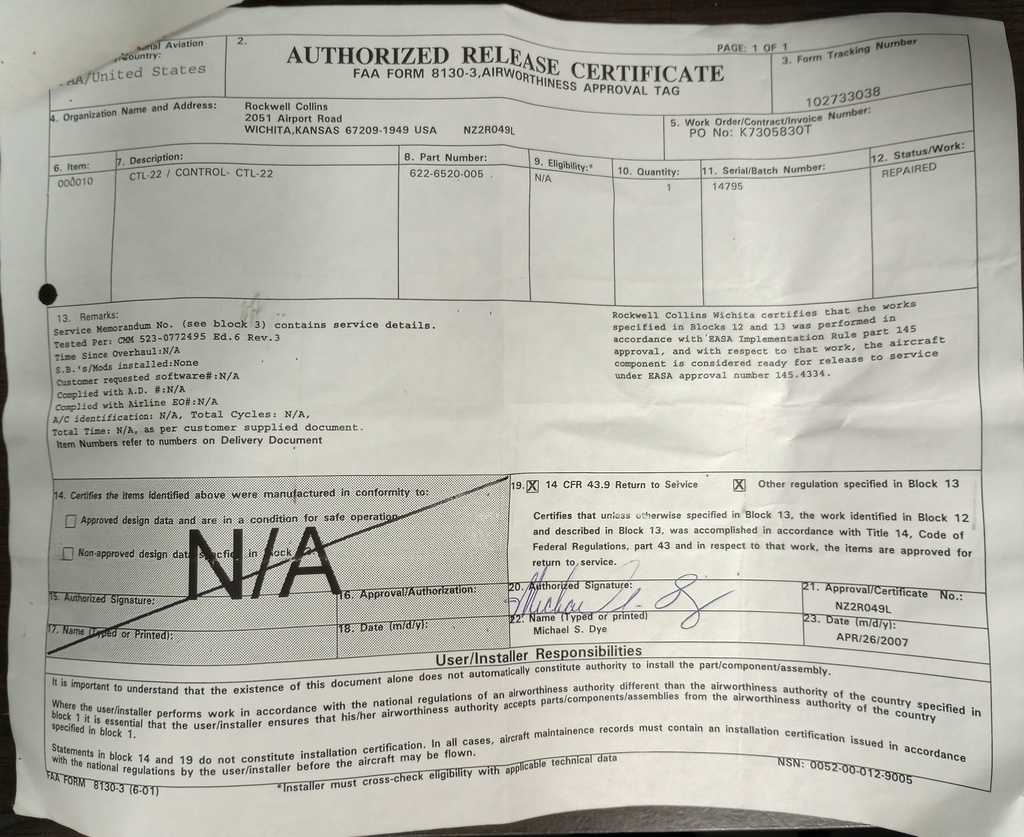 onal Aviation
Country:
AA/United States
2.
AUTHORIZED RELEASE CERTIFICATE
FAA FORM 8130-3,AIRWORTHINESS APPROVAL TAG
PAGE: 1 OF 1
3. Form Tracking Number
102733038
4. Organization Name and Address:
Rockwell Collins
2051 Airport Road
WICHITA,KANSAS 67209-1949 USA NZ2R049L
5. Work Order/Contract/Invoice Number:
PO No: K7305830T
6. Item:
000010
7. Description:
CTL-22 / CONTROL- CTL-22
8. Part Number:
622-6520-005
9. Eligibility:*
N/A
10. Quantity:
1
11. Serial/Batch Number:
14795
12. Status/Work:
REPAIRED
13. Remarks:
Service Memorandum No. (see block 3) contains service details.
Tested Per: CMM 523-0772495 Ed.6 Rev.3
Time Since Overhaul:N/A
S.B.'s/Mods installed:None
Customer requested software#:N/A
Complied with A.D. #:N/A
Complied with Airline EO#:N/A
A/C identification: N/A, Total Cycles: N/A,
Total Time: N/A, as per customer supplied document.
Item Numbers refer to numbers on Delivery Document
Rockwell Collins Wichita certifies that the works
specified in Blocks 12 and 13 was performed in
accordance with EASA Implementation Rule part 145
approval, and with respect to that work, the aircraft
component is considered ready for release to service
under EASA approval number 145.4334.
14. Certifies the items identified above were manufactured in conformity to:
Approved design data and are in a condition for safe operation
Non-approved design data specfied in Block 13
N/A
15. Authorized Signature:
16. Approval/Authorization:
17. Name (Typed or Printed):
18. Date (m/d/y):
19. X 14 CFR 43.9 Return to Service X Other regulation specified in Block 13
Certifies that unless otherwise specified in Block 13, the work identified in Block 12
and described in Block 13, was accomplished in accordance with Title 14, Code of
Federal Regulations, part 43 and in respect to that work, the items are approved for
return to service.
20. Authorized Signature:
21. Approval/Certificate No.:
NZ2R049L
22. Name (Typed or printed)
Michael S. Dye
23. Date (m/d/y):
APR/26/2007
User/Installer Responsibilities
It is important to understand that the existence of this document alone does not automatically constitute authority to install the part/component/assembly.
Where the user/installer performs work in accordance with the national regulations of an airworthiness authority different than the airworthiness authority of the country specified in
block 1 it is essential that the user/installer ensures that his/her airworthiness authority accepts parts/components/assemblies from the airworthiness authority of the country
specified in block 1.
Statements in block 14 and 19 do not constitute installation certification. In all cases, aircraft maintainence records must contain an installation certification issued in accordance
with the national regulations by the user/installer before the aircraft may be flown.
FAA FORM 8130-3 (6-01)
*Installer must cross-check eligibility with applicable technical data
NSN: 0052-00-012-9005